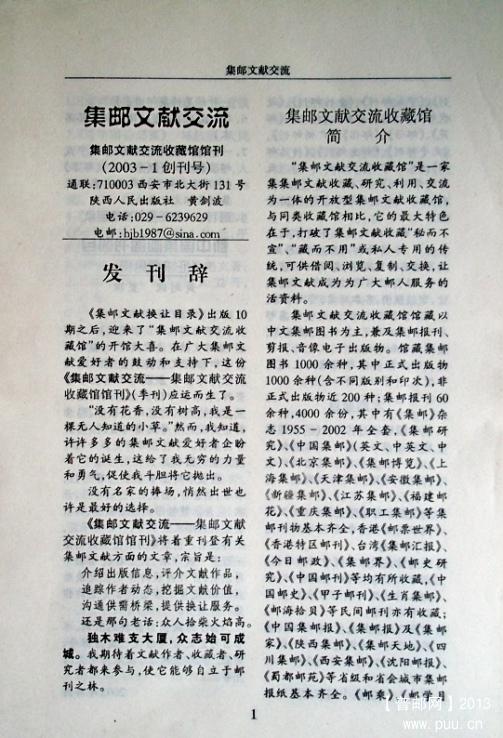 集邮文献交流
集邮文献交流
集邮文献交流收藏馆馆刊
(2003-1创刊号)
通联:710003 西安市北大街131号
陕西人民出版社 黄剑波
电话:029-6239629
电邮:hjb1987@sina.com
发刊辞
《集邮文献换让目录》出版10
期之后,迎来了“集邮文献交流收
藏馆”的开馆大喜。在广大集邮文
献爱好者的鼓动和支持下,这份
《集邮文献交流——集邮文献交流
收藏馆馆刊》(季刊)应运而生了。
“没有花香,没有树高,我是一
棵无人知道的小草。”然而,我知道,
许许多多的集邮文献爱好者企盼
着它的诞生,这给了我无穷的力量
和勇气,促使我斗胆将它抛出。
没有名家的捧场,悄然出世也
许是最好的选择。
《集邮文献交流——集邮文献
交流收藏馆馆刊》将着重刊登有关
集邮文献方面的文章,宗旨是:
介绍出版信息,评介文献作品,
追踪作者动态,挖掘文献价值,
沟通供需桥梁,提供换让服务。
还是那句老话:众人拾柴火焰高。
独木难支大厦,众志始可成
城。我期待着文献作者、收藏者、研
究者都来参与,使它能够自立于邮
刊之林。
集邮文献交流收藏馆
简 介
“集邮文献交流收藏馆”是一家
集集邮文献收藏、研究、利用、交流
为一体的开放型集邮文献收藏馆,
与同类收藏馆相比,它的最大特色
在于,打破了集邮文献收藏“秘而不
宣”、“藏而不用”或私人专用的传
统,可供借阅、浏览、复制、交换,让
集邮文献成为为广大邮人服务的
活资料。
集邮文献交流收藏馆馆藏以
中文集邮图书为主,兼及集邮报刊、
剪报、音像电子出版物。馆藏集邮
图书1000余种,其中正式出版物
1000余种(含不同版别和印次),非
正式出版物近200种;集邮报刊60
余种,4000余份,其中有《集邮》杂
志1955-2002年全套,《集邮研
究》、《中国集邮》(英文、中英文、中
文)、《北京集邮》、《集邮博览》、《上
海集邮》、《天津集邮》、《安徽集邮》、
《新疆集邮》、《江苏集邮》、《福建邮
花》、《重庆集邮》、《职工集邮》等集
邮刊物基本齐全,香港《邮票世界》、
《香港特区邮刊》、台湾《集邮汇报》、
《今日邮政》、《集邮界》、《邮史研
究》、《中国邮刊》等均有所收藏,《中
国邮史》、《甲子邮刊》、《生肖集邮》、
《邮海拾贝》等民间邮刊亦有收藏;
《中国集邮报》、《集邮报》及《集邮
家》、《陕西集邮》、《集邮天地》、《四
川集邮》、《西安集邮》、《沈阳邮报》、
《蜀都邮苑》等省级和省会城市集邮
报纸基本齐全。《邮乘》、《邮学月
1
【普邮网】2013
www.puu.cn